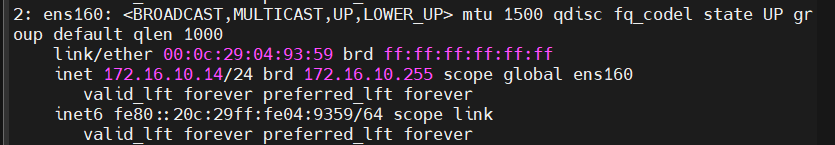 2: ens160: <BROADCAST,MULTICAST,UP,LOWER_UP> mtu 1500 qdisc fq_codel state UP gr
oup default qlen 1000
    link/ether 00:0c:29:04:93:59 brd ff:ff:ff:ff:ff:ff
    inet 172.16.10.14/24 brd 172.16.10.255 scope global ens160
       valid_lft forever preferred_lft forever
    inet6 fe80::20c:29ff:fe04:9359/64 scope link
       valid_lft forever preferred_lft forever